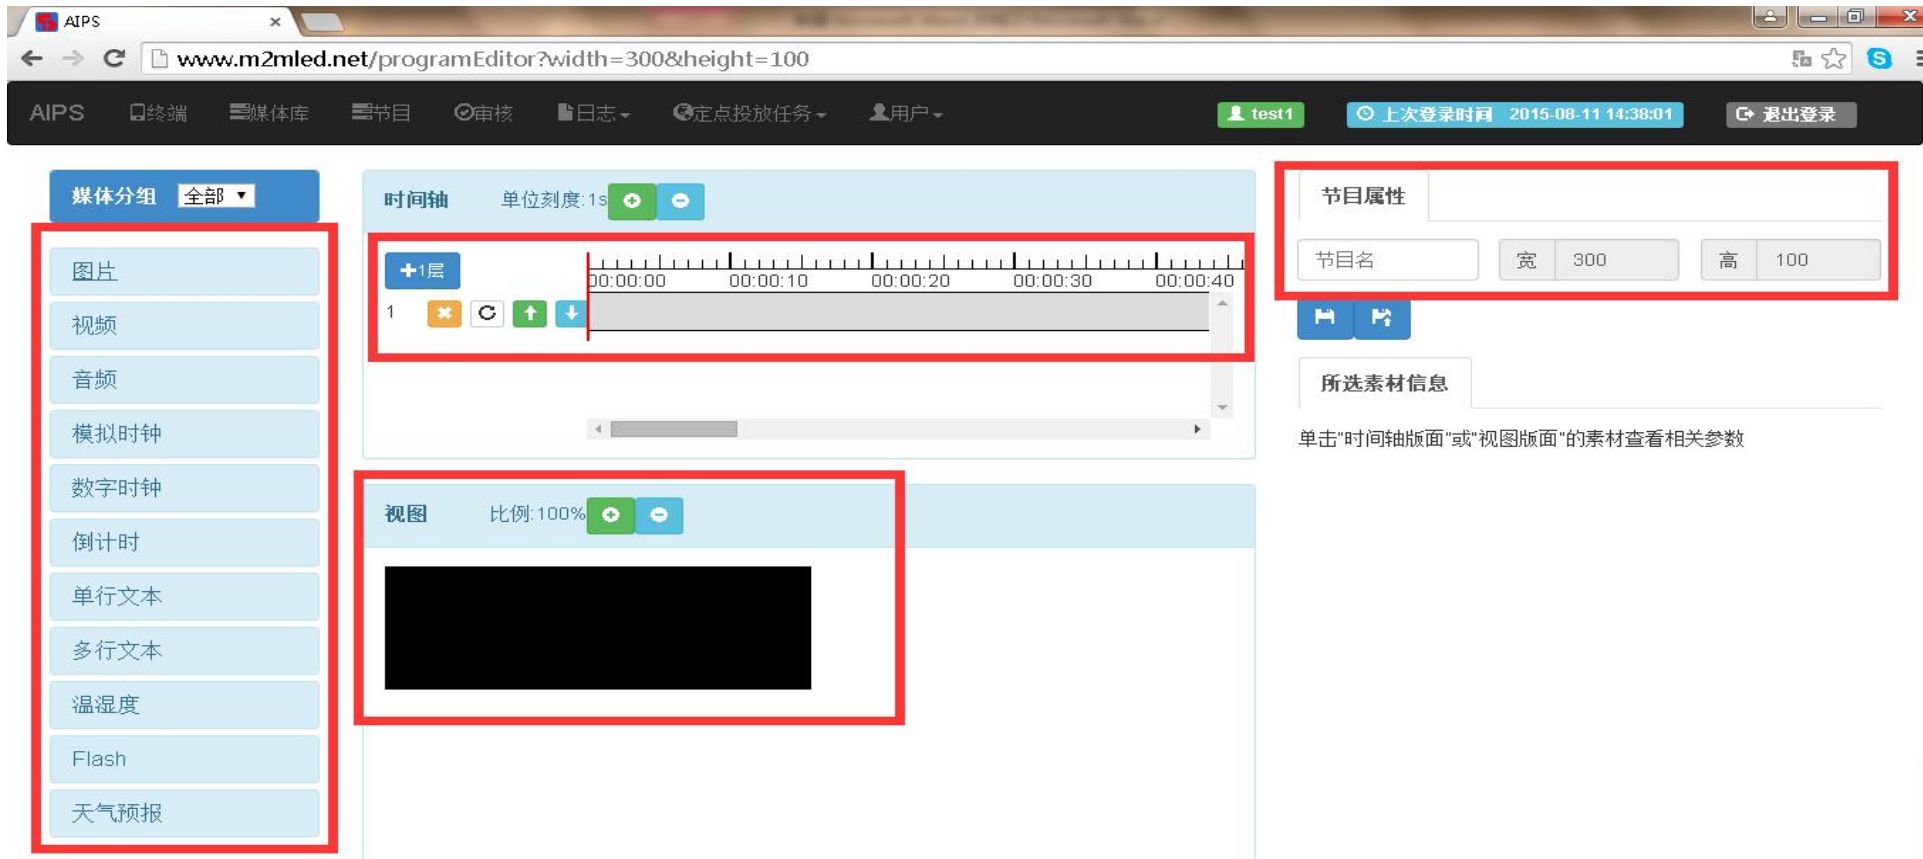 AIPS
www.m2mled.net/programEditor?width=300&height=100
AIPS 终端 媒体库 节目 审核 日志 定点投放任务 用户 test1 上次登录时间 2015-08-11 14:38:01 退出登录
媒体分组 全部
图片
视频
音频
模拟时钟
数字时钟
倒计时
单行文本
多行文本
温湿度
Flash
天气预报
时间轴 单位刻度:1s
+1层
00:00:00 00:00:10 00:00:20 00:00:30 00:00:40
1
视图 比例:100%
节目属性
节目名 宽 300 高 100
所选素材信息
单击"时间轴版面"或"视图版面"的素材查看相关参数